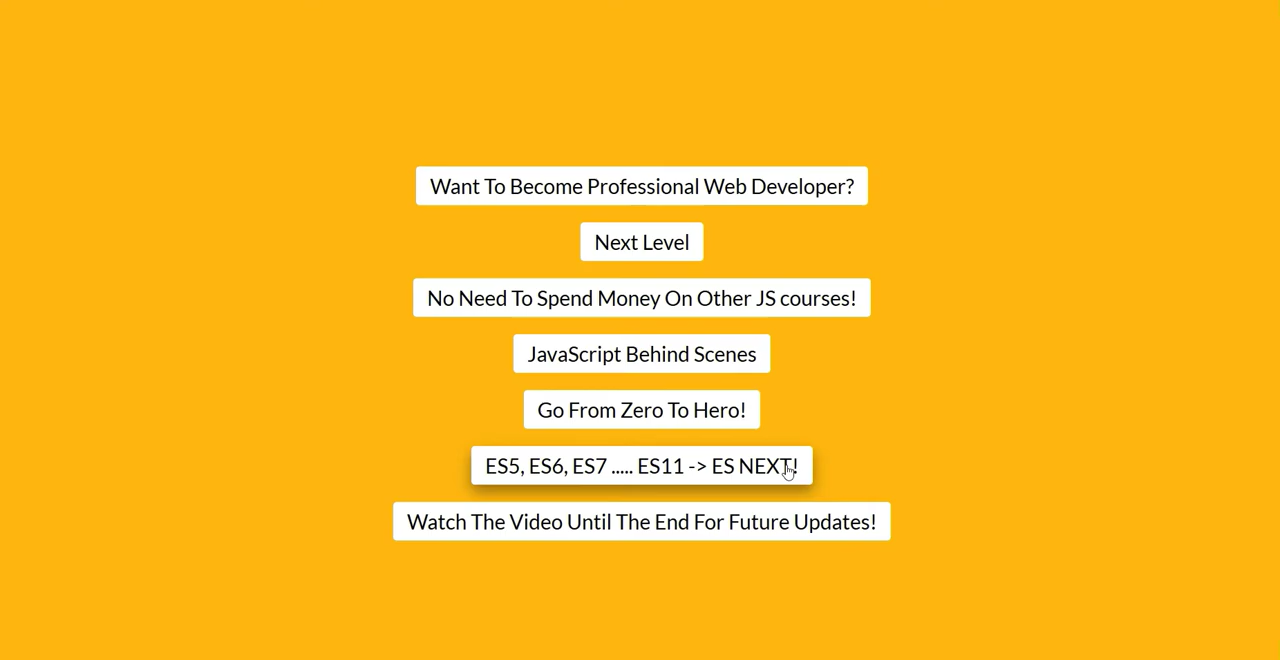 Want To Become Professional Web Developer?
Next Level
No Need To Spend Money On Other JS courses!
JavaScript Behind Scenes
Go From Zero To Hero!
ES5, ES6, ES7 ..... ES11 -> ES NEXT!
Watch The Video Until The End For Future Updates!